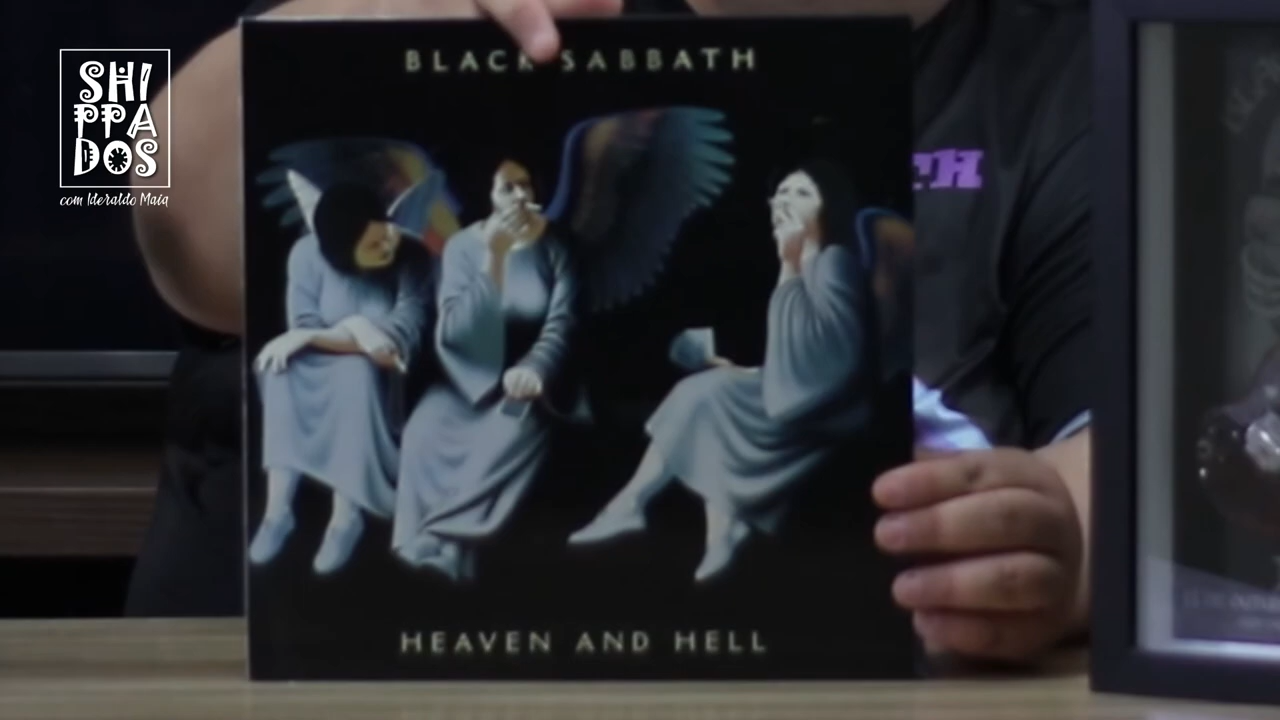 SHI
PPA
DOS
com Ideraldo Maia
BLACK SABBATH
HEAVEN AND HELL